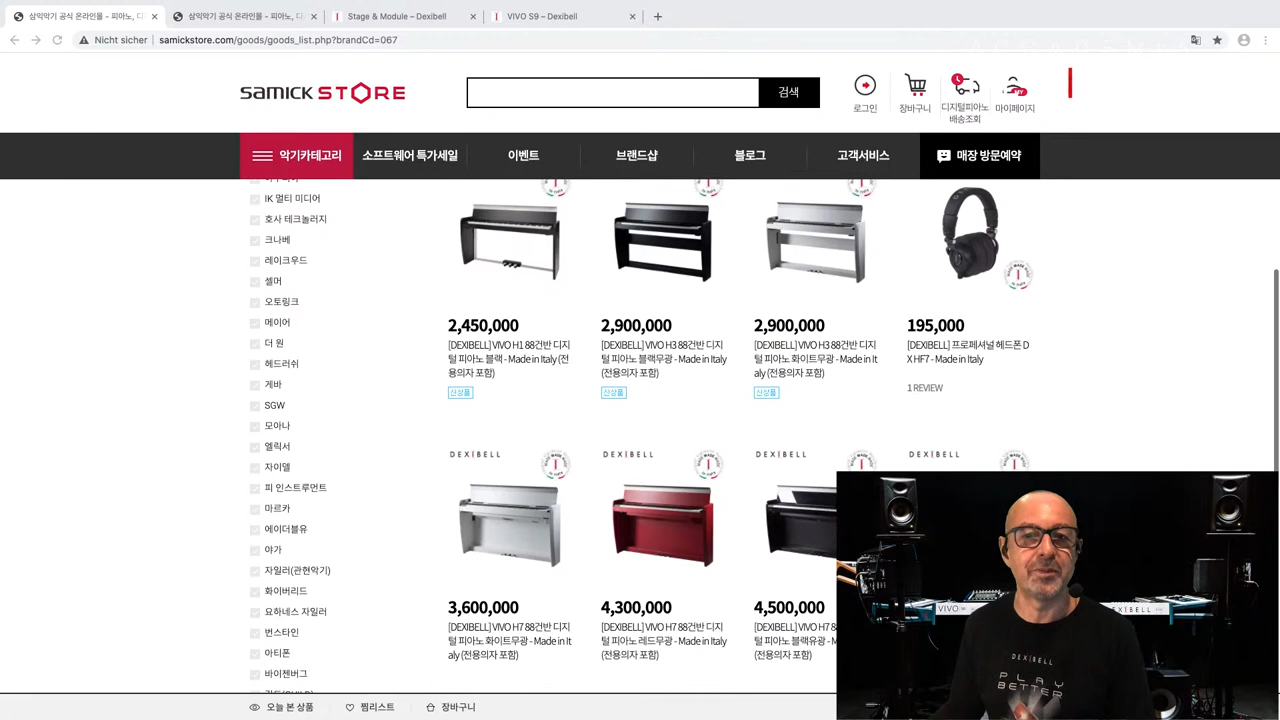 삼익악기 공식 온라인몰 - 피아노, 디
삼익악기 공식 온라인몰 - 피아노, 디
Stage & Module – Dexibell
VIVO S9 – Dexibell
Nicht sicher
samickstore.com/goods/goods_list.php?brandCd=067
SAMICK STORE
검색
로그인
장바구니
디지털피아노
배송조회
MY
마이페이지
악기카테고리
소프트웨어 특가세일
이벤트
브랜드샵
블로그
고객서비스
매장 방문예약
IK 멀티 미디어
호사 테크놀러지
크나베
레이크우드
셀머
오토링크
메이어
더 원
헤드러쉬
게바
SGW
모아나
엘릭서
자이델
피 인스트루먼트
마르카
에이더블유
야가
자일러(관현악기)
화이버리드
요하네스 자일러
번스타인
아티폰
바이젠버그
2,450,000
[DEXIBELL] VIVO H1 88건반 디지
털 피아노 블랙 - Made in Italy (전
용의자 포함)
신상품
2,900,000
[DEXIBELL] VIVO H3 88건반 디지
털 피아노 블랙무광 - Made in Italy
(전용의자 포함)
신상품
2,900,000
[DEXIBELL] VIVO H3 88건반 디지
털 피아노 화이트무광 - Made in It
aly (전용의자 포함)
신상품
195,000
[DEXIBELL] 프로페셔널 헤드폰 D
X HF7 - Made in Italy
1 REVIEW
DEXIBELL
DEXIBELL
DEXIBELL
DEXIBELL
3,600,000
[DEXIBELL] VIVO H7 88건반 디지
털 피아노 화이트무광 - Made in It
aly (전용의자 포함)
4,300,000
[DEXIBELL] VIVO H7 88건반 디지
털 피아노 레드무광 - Made in Italy
(전용의자 포함)
4,500,000
[DEXIBELL] VIVO H7 88
털 피아노 블랙유광 - Ma
(전용의자 포함)
VIVO
DEXIBELL
DEXIBELL
PLAY
BETTER
오늘 본 상품
찜리스트
장바구니